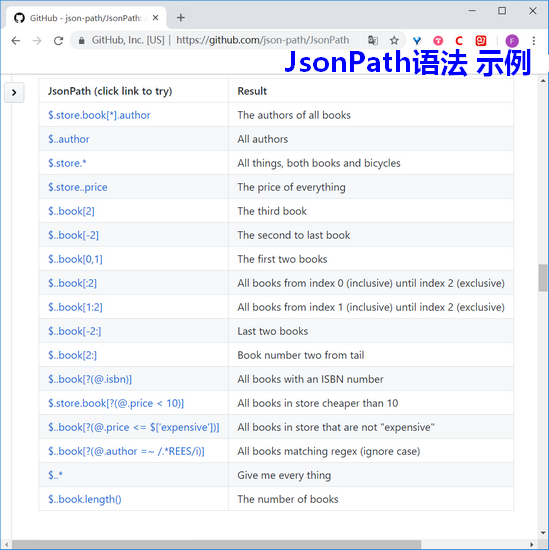 GitHub - json-path/JsonPath: J
GitHub, Inc. [US] | https://github.com/json-path/JsonPath
JsonPath语法 示例
JsonPath (click link to try) Result
$.store.book[*].author The authors of all books
$..author All authors
$.store.* All things, both books and bicycles
$.store..price The price of everything
$..book[2] The third book
$..book[-2] The second to last book
$..book[0,1] The first two books
$..book[:2] All books from index 0 (inclusive) until index 2 (exclusive)
$..book[1:2] All books from index 1 (inclusive) until index 2 (exclusive)
$..book[-2:] Last two books
$..book[2:] Book number two from tail
$..book[?(@.isbn)] All books with an ISBN number
$.store.book[?(@.price < 10)] All books in store cheaper than 10
$..book[?(@.price <= $['expensive'])] All books in store that are not "expensive"
$..book[?(@.author =~ /.*REES/i)] All books matching regex (ignore case)
$..* Give me every thing
$..book.length() The number of books